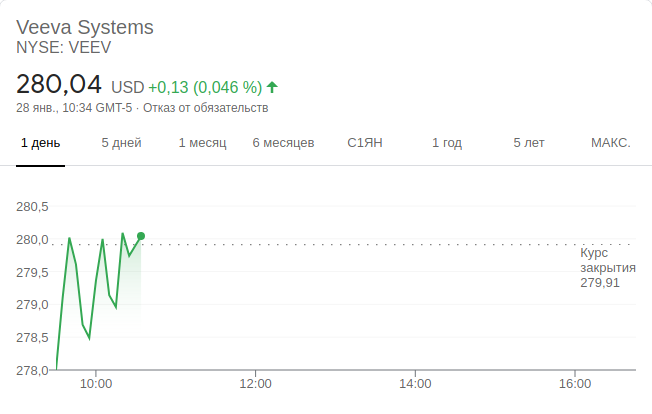 Veeva Systems
NYSE: VEEV
280,04 USD +0,13 (0,046 %)
28 янв., 10:34 GMT-5 · Отказ от обязательств
1 день 5 дней 1 месяц 6 месяцев С1ЯН 1 год 5 лет МАКС.
280,5
280,0
Курс
закрытия
279,91
279,5
279,0
278,5
278,0
10:00 12:00 14:00 16:00